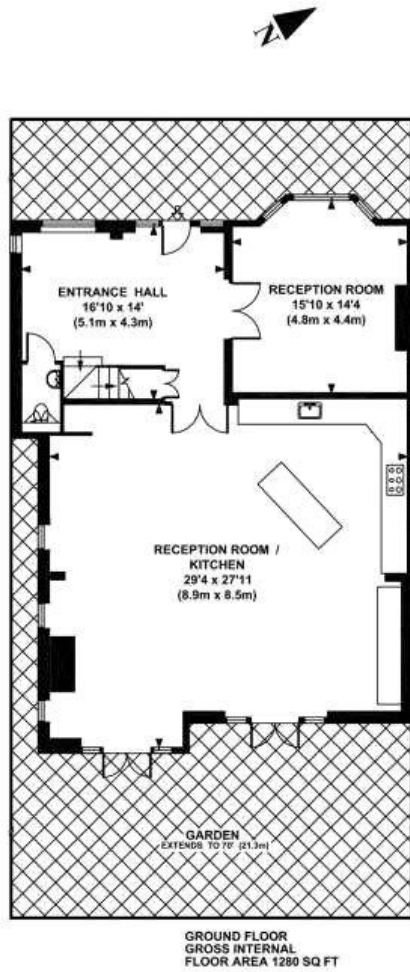 N
ENTRANCE HALL
16'10 x 14'
(5.1m x 4.3m)
RECEPTION ROOM
15'10 x 14'4
(4.8m x 4.4m)
RECEPTION ROOM /
KITCHEN
29'4 x 27'11
(8.9m x 8.5m)
GARDEN
EXTENDS TO 70' (21.3m)
GROUND FLOOR
GROSS INTERNAL
FLOOR AREA 1280 SQ FT